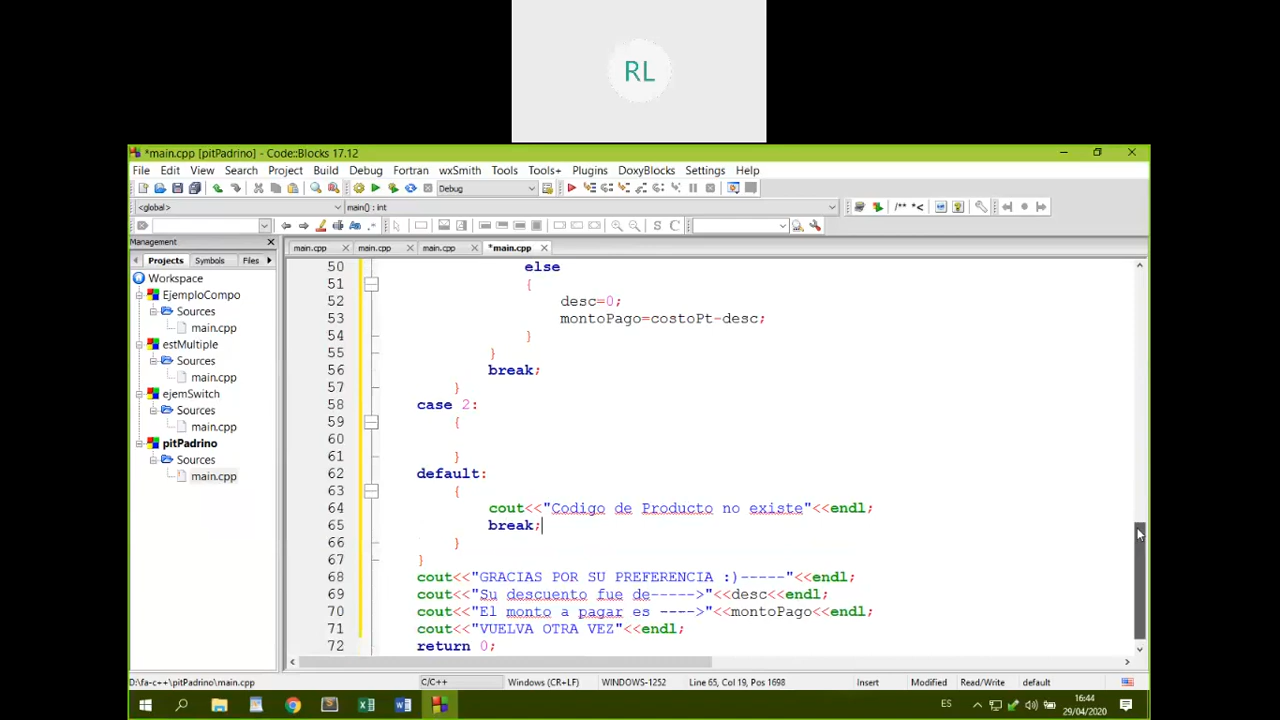 RL
*main.cpp [pitPadrino] - Code::Blocks 17.12
File Edit View Search Project Build Debug Fortran wxSmith Tools Tools+ Plugins DoxyBlocks Settings Help
Debug
<global> main() : int /** *<
Management
main.cpp main.cpp main.cpp *main.cpp
Projects Symbols Files
Workspace
EjemploCompo
Sources
main.cpp
estMultiple
Sources
main.cpp
ejemSwitch
Sources
main.cpp
pitPadrino
Sources
main.cpp
50 else
51 {
52 desc=0;
53 montoPago=costoPt-desc;
54 }
55 }
56 break;
57 }
58 case 2:
59 {
60
61 }
62 default:
63 {
64 cout<<"Codigo de Producto no existe"<<endl;
65 break;
66 }
67 }
68 cout<<"GRACIAS POR SU PREFERENCIA :)-----"<<endl;
69 cout<<"Su descuento fue de----->"<<desc<<endl;
70 cout<<"El monto a pagar es ---->"<<montoPago<<endl;
71 cout<<"VUELVA OTRA VEZ"<<endl;
72 return 0;
D:\fa-c++\pitPadrino\main.cpp C/C++ Windows (CR+LF) WINDOWS-1252 Line 65, Col 19, Pos 1698 Insert Modified Read/Write default
ES 16:44
29/04/2020